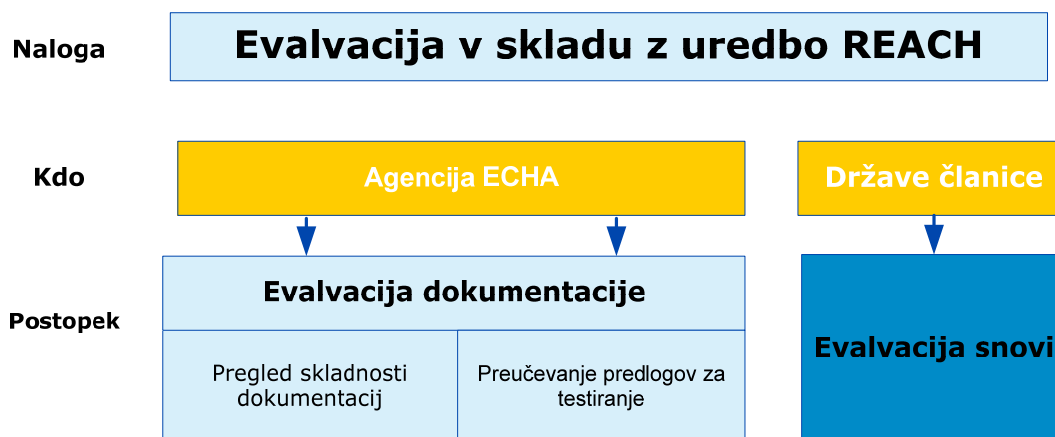 Naloga
Evalvacija v skladu z uredbo REACH
Kdo
Agencija ECHA
Države članice
Postopek
Evalvacija dokumentacije
Evalvacija snovi
Pregled skladnosti
dokumentacij
Preučevanje predlogov za
testiranje